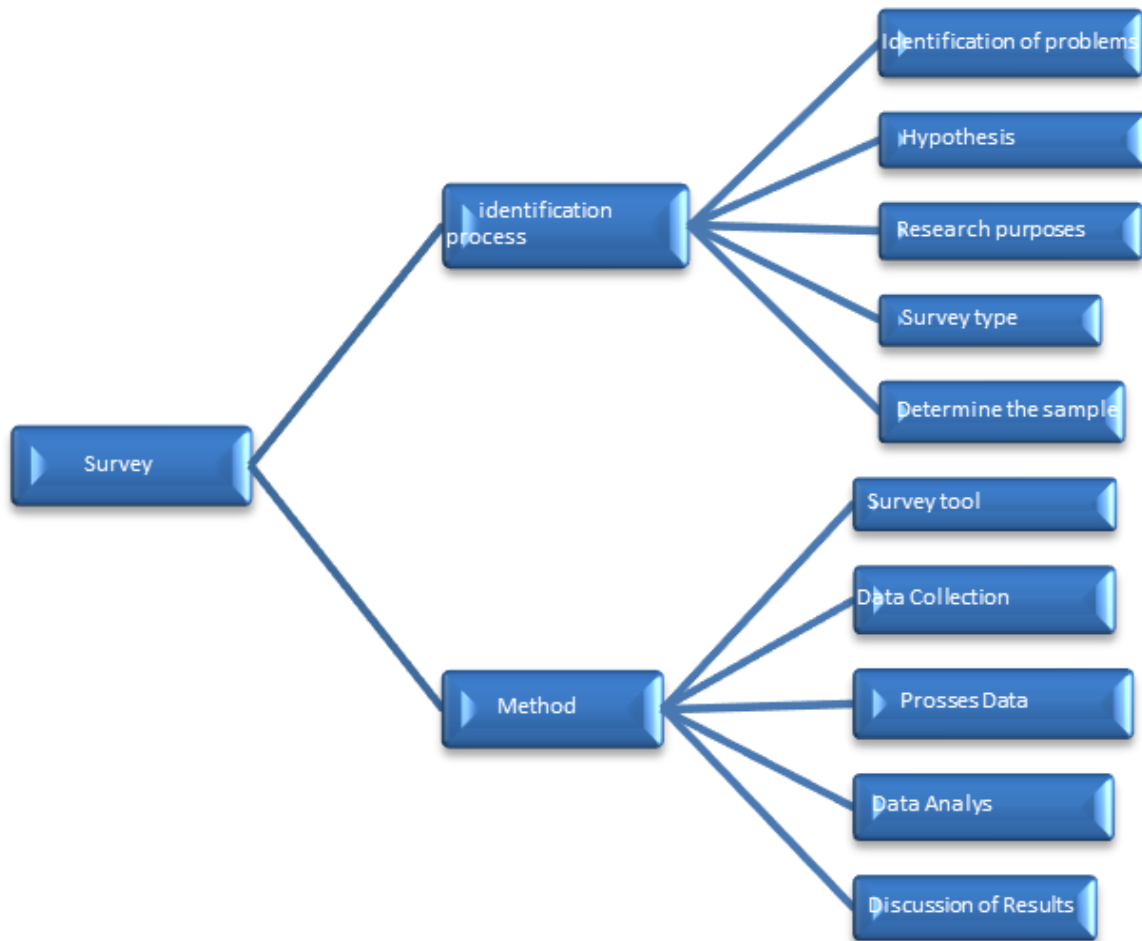 Survey
identification
process
Identification of problems
Hypothesis
Research purposes
Survey type
Determine the sample
Method
Survey tool
Data Collection
Prosses Data
Data Analys
Discussion of Results